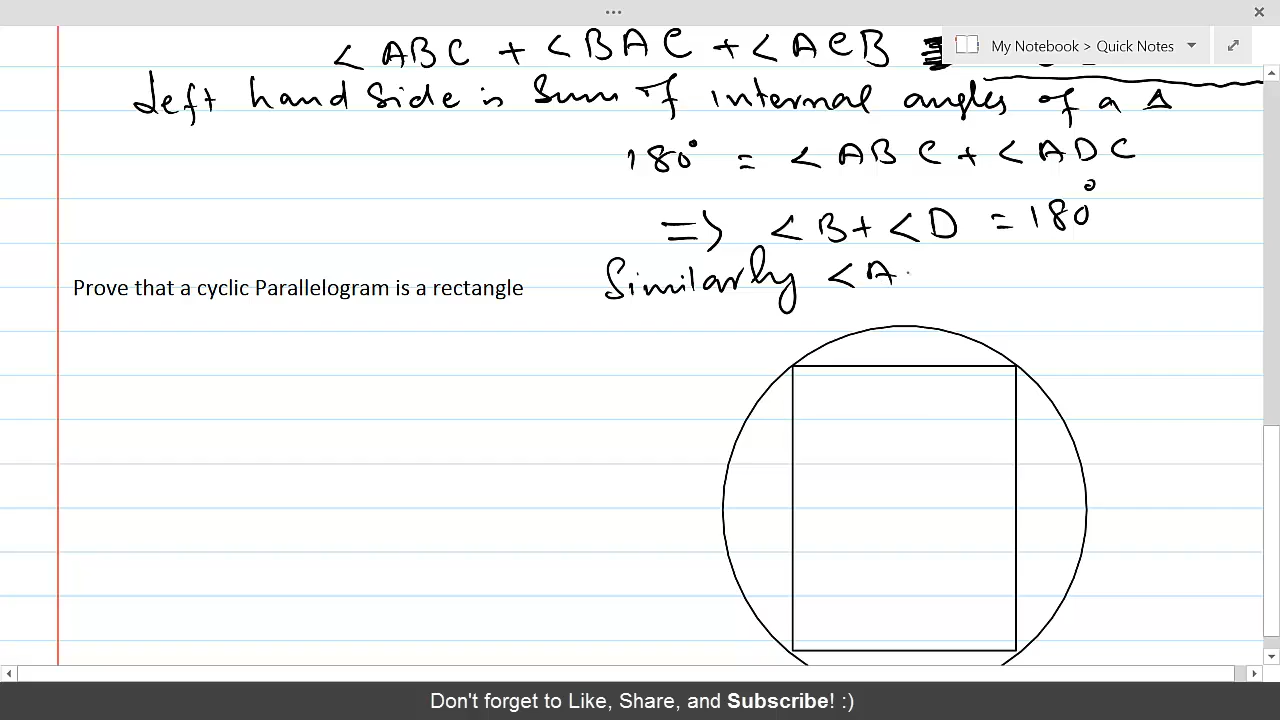 My Notebook > Quick Notes
∠ABC + ∠BAC + ∠ACB
Left hand side is Sum of internal angles of a Δ
180° = ∠ABC + ∠ADC
=> ∠B + ∠D = 180°
Similarly ∠A
Prove that a cyclic Parallelogram is a rectangle
Don't forget to Like, Share, and Subscribe! :)